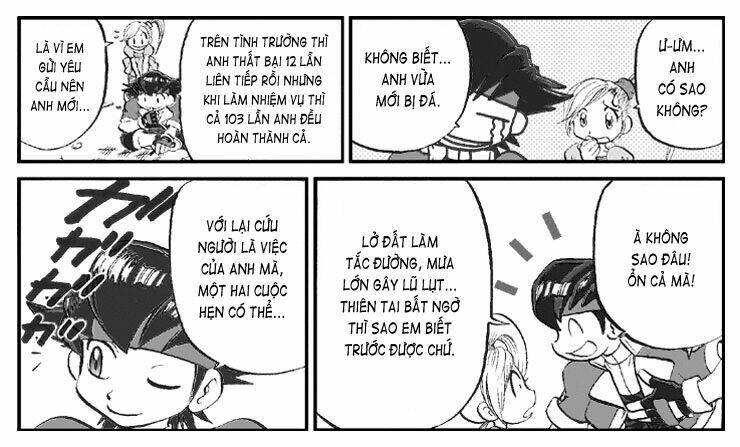 Ư-ƯM...
ANH
CÓ SAO
KHÔNG?
KHÔNG BIẾT...
ANH VỪA
MỚI BỊ ĐÁ.
TRÊN TÌNH TRƯỜNG THÌ
ANH THẤT BẠI 12 LẦN
LIÊN TIẾP RỒI NHƯNG
KHI LÀM NHIỆM VỤ THÌ
CẢ 103 LẦN ANH ĐỀU
HOÀN THÀNH CẢ.
LÀ VÌ EM
GỬI YÊU
CẦU NÊN
ANH MỚI...
À KHÔNG
SAO ĐÂU!
ỔN CẢ MÀ!
LỞ ĐẤT LÀM
TẮC ĐƯỜNG, MƯA
LỚN GÂY LŨ LỤT...
THIÊN TAI BẤT NGỜ
THÌ SAO EM BIẾT
TRƯỚC ĐƯỢC CHỨ.
VỚI LẠI CỨU
NGƯỜI LÀ VIỆC
CỦA ANH MÀ,
MỘT HAI CUỘC
HẸN CÓ THỂ...